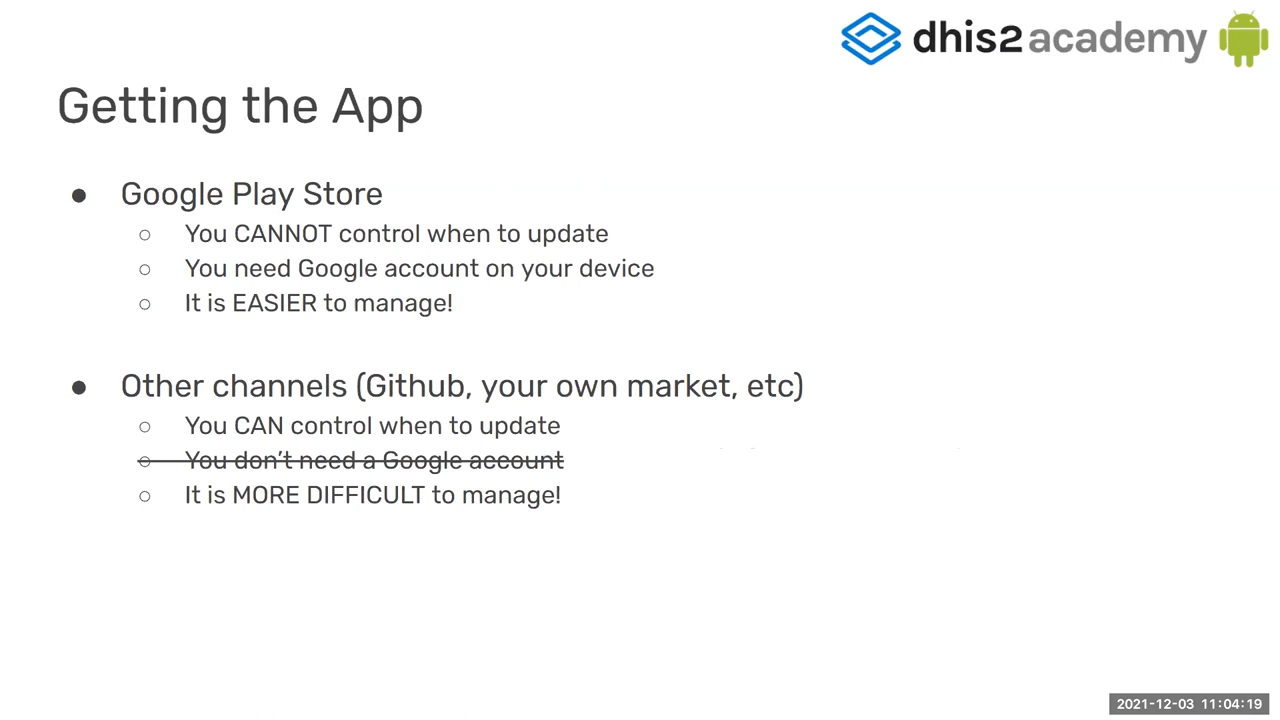 dhis2 academy
Getting the App
● Google Play Store
○ You CANNOT control when to update
○ You need Google account on your device
○ It is EASIER to manage!
● Other channels (Github, your own market, etc)
○ You CAN control when to update
○ You don't need a Google account
○ It is MORE DIFFICULT to manage!
2021-12-03 11:04:19